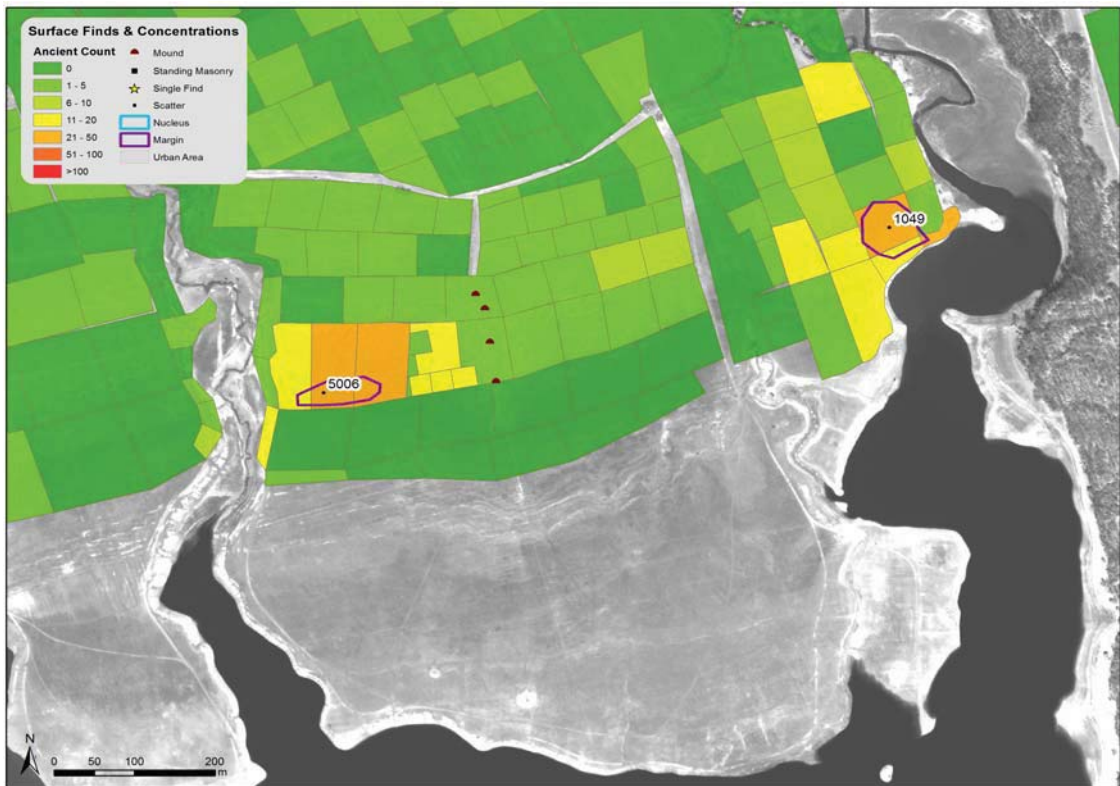 Surface Finds & Concentrations
Ancient Count
0
1 - 5
6 - 10
11 - 20
21 - 50
51 - 100
>100
Mound
Standing Masonry
Single Find
Scatter
Nucleus
Margin
Urban Area
1049
5006
N
0 50 100 200
m